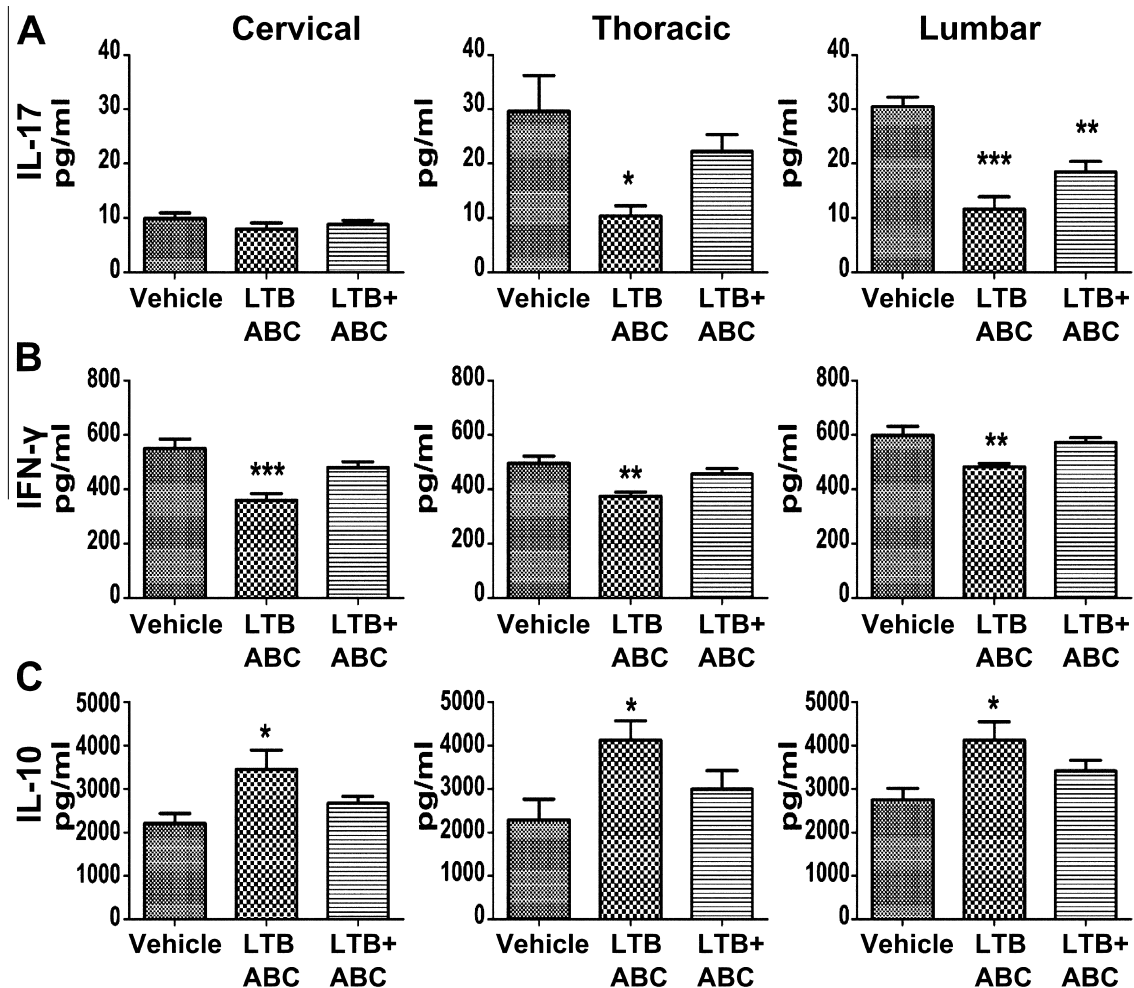 A
Cervical
Thoracic
Lumbar
IL-17
pg/ml
40
30
20
10
0
Vehicle LTB LTB+
ABC ABC
pg/ml
40
30
20
10
0
*
Vehicle LTB LTB+
ABC ABC
pg/ml
40
30
20
10
0
***
**
Vehicle LTB LTB+
ABC ABC
B
IFN-γ
pg/ml
800
600
400
200
0
***
Vehicle LTB LTB+
ABC ABC
pg/ml
800
600
400
200
0
**
Vehicle LTB LTB+
ABC ABC
pg/ml
800
600
400
200
0
**
Vehicle LTB LTB+
ABC ABC
C
IL-10
pg/ml
5000
4000
3000
2000
1000
0
*
Vehicle LTB LTB+
ABC ABC
pg/ml
5000
4000
3000
2000
1000
0
*
Vehicle LTB LTB+
ABC ABC
pg/ml
5000
4000
3000
2000
1000
0
*
Vehicle LTB LTB+
ABC ABC